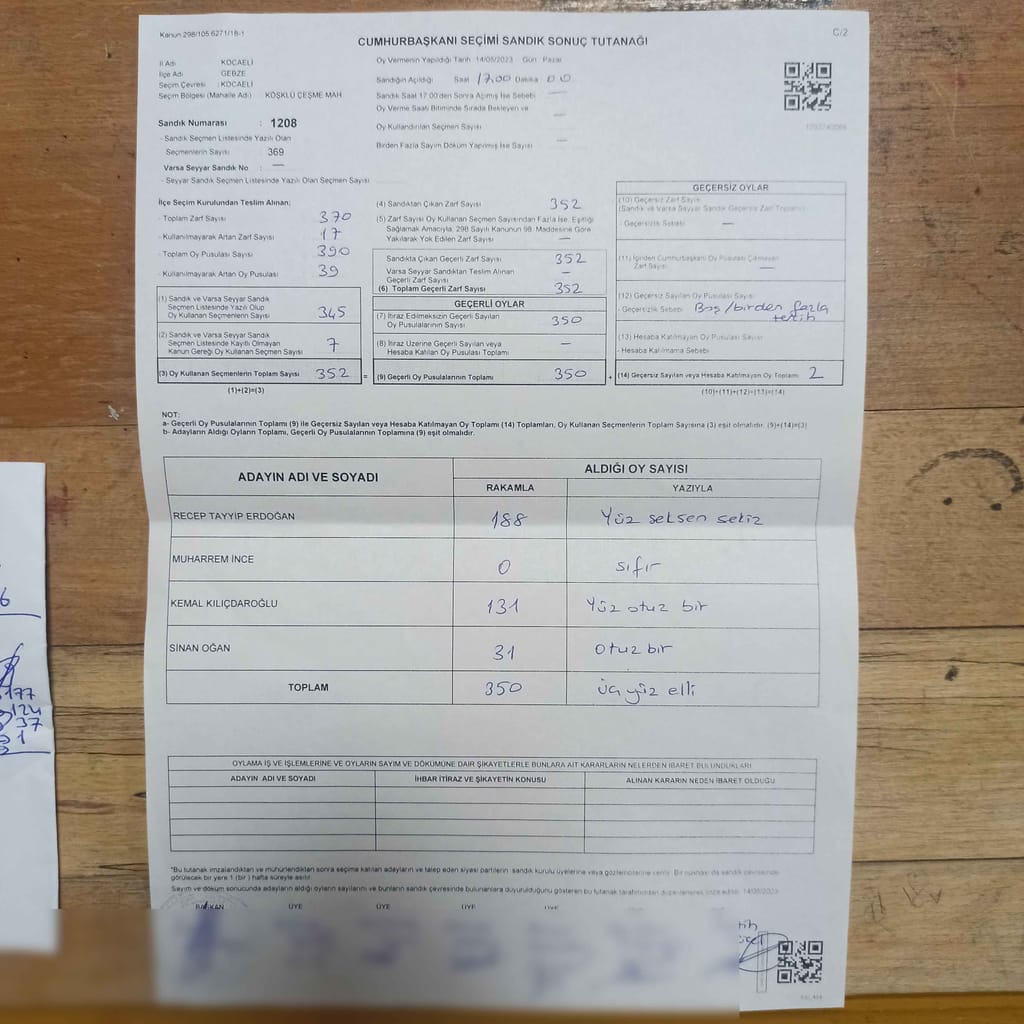 Kanun 298/105.6271/18-1
C/2
CUMHURBAŞKANI SEÇİMİ SANDIK SONUÇ TUTANAĞI
İl Adı KOCAELİ
İlçe Adı GEBZE
Seçim Çevresi : KOCAELİ
Seçim Bölgesi (Mahalle Adı) KÖŞKLÜ ÇEŞME MAH
Oy Vermenin Yapıldığı Tarih 14/05/2023 Gün Pazar
Sandığın Açıldığı Saat 17.00 Dakika 00
Sandık Saat 17.00'den Sonra Açılmış İse Sebebi —
Oy Verme Saati Bitiminde Sırada Bekleyen ve
Oy Kullandırılan Seçmen Sayısı —
Birden Fazla Sayım Döküm Yapılmış İse Sayısı —
Sandık Numarası : 1208
- Sandık Seçmen Listesinde Yazılı Olan
Seçmenlerin Sayısı 369
Varsa Seyyar Sandık No : —
- Seyyar Sandık Seçmen Listesinde Yazılı Olan Seçmen Sayısı
İlçe Seçim Kurulundan Teslim Alınan;
- Toplam Zarf Sayısı 370
- Kullanılmayarak Artan Zarf Sayısı 17
- Toplam Oy Pusulası Sayısı 390
- Kullanılmayarak Artan Oy Pusulası 39
(1) Sandık ve Varsa Seyyar Sandık
Seçmen Listesinde Yazılı Olup
Oy Kullanan Seçmenlerin Sayısı 345
(2) Sandık ve Varsa Seyyar Sandık
Seçmen Listesinde Kayıtlı Olmayan
Kanun Gereği Oy Kullanan Seçmen Sayısı 7
(3) Oy Kullanan Seçmenlerin Toplam Sayısı 352 =
(1)+(2)=(3)
(4) Sandıktan Çıkan Zarf Sayısı 352
(5) Zarf Sayısı Oy Kullanan Seçmen Sayısından Fazla İse, Eşitliği
Sağlamak Amacıyla, 298 Sayılı Kanunun 98. Maddesine Göre
Yakılarak Yok Edilen Zarf Sayısı —
Sandıkta Çıkan Geçerli Zarf Sayısı 352
Varsa Seyyar Sandıktan Teslim Alınan
Geçerli Zarf Sayısı —
(6) Toplam Geçerli Zarf Sayısı 352
GEÇERLİ OYLAR
(7) İtiraz Edilmeksizin Geçerli Sayılan
Oy Pusulalarının Sayısı 350
(8) İtiraz Üzerine Geçerli Sayılan veya
Hesaba Katılan Oy Pusulası Toplamı —
(9) Geçerli Oy Pusulalarının Toplamı 350 +
GEÇERSİZ OYLAR
(10) Geçersiz Zarf Sayısı
(Sandık ve Varsa Seyyar Sandık Geçersiz Zarf Toplamı)
- Geçersizlik Sebebi —
(11) İçinden Cumhurbaşkanı Oy Pusulası Çıkmayan
Zarf Sayısı —
(12) Geçersiz Sayılan Oy Pusulası Sayısı
- Geçersizlik Sebebi Boş/birden fazla
tercih
(13) Hesaba Katılmayan Oy Pusulası Sayısı
- Hesaba Katılmama Sebebi
(14) Geçersiz Sayılan veya Hesaba Katılmayan Oy Toplamı 2
(10)+(11)+(12)+(13)=(14)
NOT:
a- Geçerli Oy Pusulalarının Toplamı (9) ile Geçersiz Sayılan veya Hesaba Katılmayan Oy Toplamı (14) Toplamları, Oy Kullanan Seçmenlerin Toplam Sayısına (3) eşit olmalıdır. (9)+(14)=(3)
b- Adayların Aldığı Oyların Toplamı, Geçerli Oy Pusulalarının Toplamına (9) eşit olmalıdır.
ADAYIN ADI VE SOYADI ALDIĞI OY SAYISI
RAKAMLA YAZIYLA
RECEP TAYYİP ERDOĞAN 188 Yüz seksen sekiz
MUHARREM İNCE 0 sıfır
KEMAL KILIÇDAROĞLU 131 Yüz otuz bir
SİNAN OĞAN 31 Otuz bir
TOPLAM 350 üç yüz elli
OYLAMA İŞ VE İŞLEMLERİNE VE OYLARIN SAYIM VE DÖKÜMÜNE DAİR ŞİKAYETLERLE BUNLARA AİT KARARLARIN NELERDEN İBARET BULUNDUKLARI
ADAYIN ADI VE SOYADI İHBAR İTİRAZ VE ŞİKAYETİN KONUSU ALINAN KARARIN NEDEN İBARET OLDUĞU
*Bu tutanak imzalandıktan ve mühürlendikten sonra seçime katılan adayların ve talep eden siyasi partilerin sandık kurulu üyelerine veya gözlemcilerine verilir. Bir nüshası da sandık çevresinde
görülecek bir yere 1 (bir) hafta süreyle asılır.
Sayım ve döküm sonucunda adayların aldığı oyların sayılarını ve bunların sandık çevresinde bulunanlara duyurulduğunu gösteren bu tutanak tarafımızdan düzenlenerek imza edildi. 14/05/2023
BAŞKAN ÜYE ÜYE ÜYE ÜYE
6
177
124
37
1